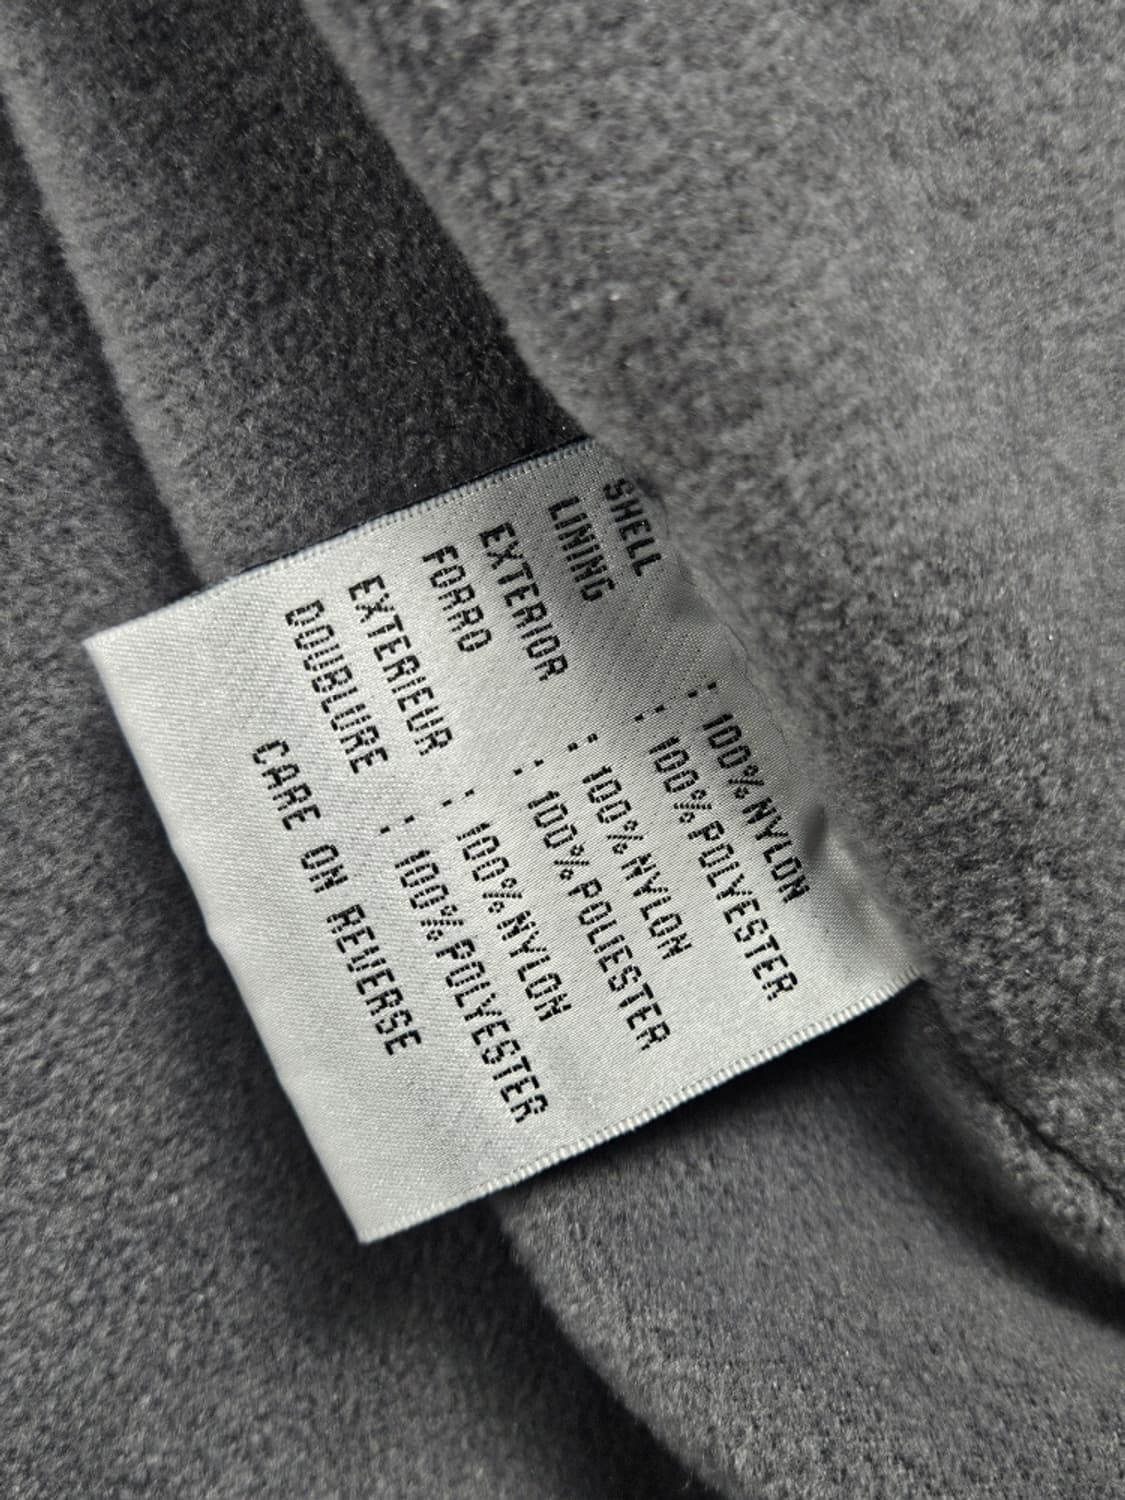 SHELL : 100% NYLON
LINING : 100% POLYESTER
EXTERIOR : 100% NYLON
FORRO : 100% POLIESTER
EXTERIEUR : 100% NYLON
DOUBLURE : 100% POLYESTER
CARE ON REVERSE